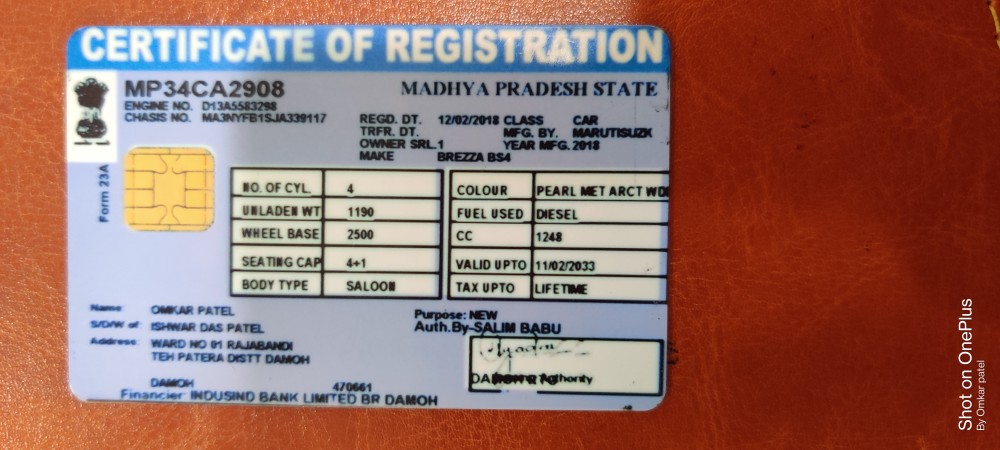 CERTIFICATE OF REGISTRATION
MP34CA2908 MADHYA PRADESH STATE
ENGINE NO. D13A5583298
CHASIS NO. MA3NYFB1SJA339117
REGD. DT. 12/02/2018 CLASS CAR
TRFR. DT. MFG. BY. MARUTISUZK
OWNER SRL.1 YEAR MFG.2018
MAKE BREZZA BS4
Form 23A
NO. OF CYL. 4 COLOUR PEARL MET ARCT
UNLADEN WT 1190 FUEL USED DIESEL
WHEEL BASE 2500 CC 1248
SEATING CAP 4+1 VALID UPTO 11/02/2033
BODY TYPE SALOON TAX UPTO LIFETIME
Name: OMKAR PATEL Purpose: NEW
S/D/W of: ISHWAR DAS PATEL Auth.By-SALIM BABU
Address: WARD NO 01 RAJABANDI
TEH PATERA DISTT DAMOH
DAMOH 470661
Authority
Financier INDUSIND BANK LIMITED BR DAMOH
Shot on OnePlus
By Omkar patel